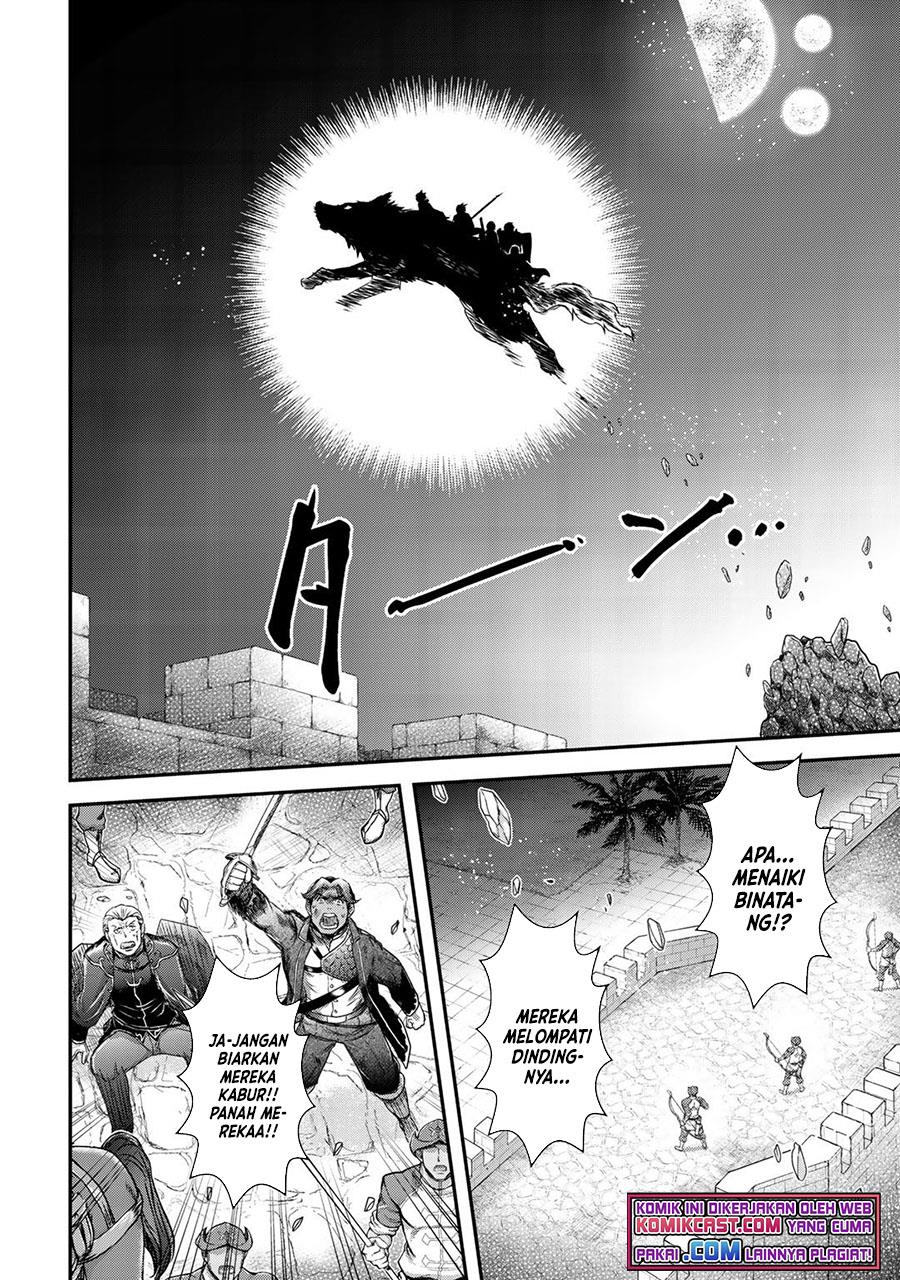 ターン…
APA...
MENAIKI
BINATA-
NG!?
MEREKA
MELOMPATI
DINDING-
NYA...
JA-JANGAN
BIARKAN
MEREKA
KABUR!!
PANAH ME-
REKAA!!
KOMIK INI DIKERJAKAN OLEH WEB
KOMIKCAST.COM YANG CUMA
PAKAI .COM LAINNYA PLAGIAT!